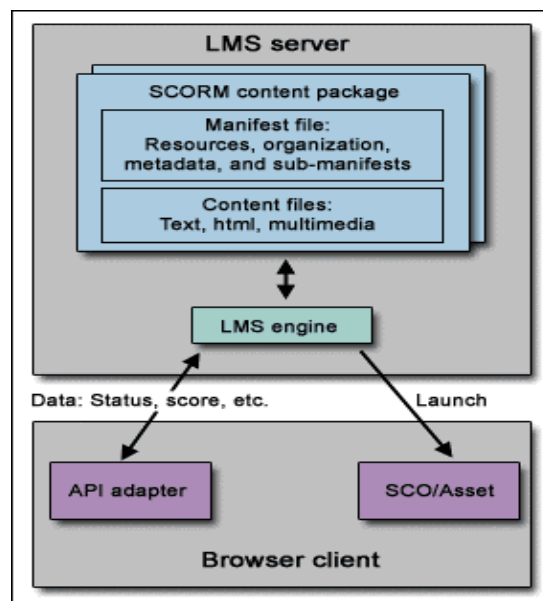 LMS server
SCORM content package
Manifest file:
Resources, organization,
metadata, and sub-manifests
Content files:
Text, html, multimedia
LMS engine
Data: Status, score, etc.
Launch
API adapter
SCO/Asset
Browser client